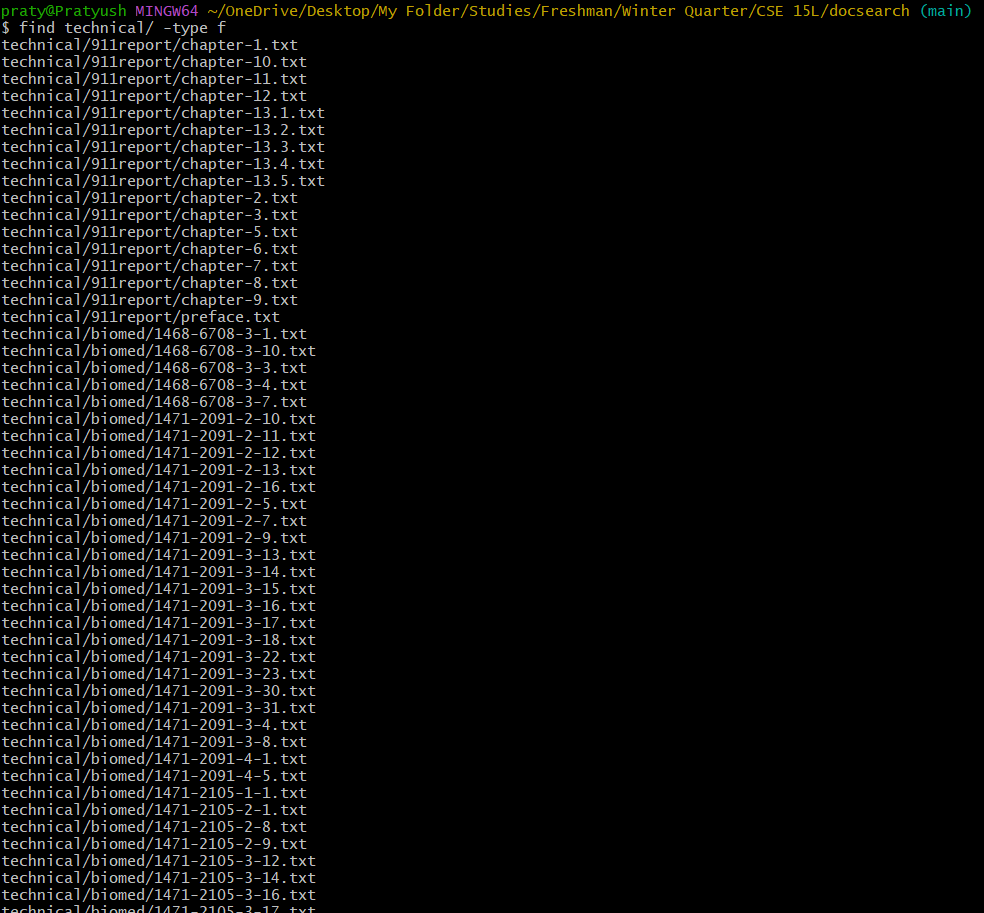 praty@Pratyush MINGW64 ~/OneDrive/Desktop/My Folder/Studies/Freshman/Winter Quarter/CSE 15L/docsearch (main)
$ find technical/ -type f
technical/911report/chapter-1.txt
technical/911report/chapter-10.txt
technical/911report/chapter-11.txt
technical/911report/chapter-12.txt
technical/911report/chapter-13.1.txt
technical/911report/chapter-13.2.txt
technical/911report/chapter-13.3.txt
technical/911report/chapter-13.4.txt
technical/911report/chapter-13.5.txt
technical/911report/chapter-2.txt
technical/911report/chapter-3.txt
technical/911report/chapter-5.txt
technical/911report/chapter-6.txt
technical/911report/chapter-7.txt
technical/911report/chapter-8.txt
technical/911report/chapter-9.txt
technical/911report/preface.txt
technical/biomed/1468-6708-3-1.txt
technical/biomed/1468-6708-3-10.txt
technical/biomed/1468-6708-3-3.txt
technical/biomed/1468-6708-3-4.txt
technical/biomed/1468-6708-3-7.txt
technical/biomed/1471-2091-2-10.txt
technical/biomed/1471-2091-2-11.txt
technical/biomed/1471-2091-2-12.txt
technical/biomed/1471-2091-2-13.txt
technical/biomed/1471-2091-2-16.txt
technical/biomed/1471-2091-2-5.txt
technical/biomed/1471-2091-2-7.txt
technical/biomed/1471-2091-2-9.txt
technical/biomed/1471-2091-3-13.txt
technical/biomed/1471-2091-3-14.txt
technical/biomed/1471-2091-3-15.txt
technical/biomed/1471-2091-3-16.txt
technical/biomed/1471-2091-3-17.txt
technical/biomed/1471-2091-3-18.txt
technical/biomed/1471-2091-3-22.txt
technical/biomed/1471-2091-3-23.txt
technical/biomed/1471-2091-3-30.txt
technical/biomed/1471-2091-3-31.txt
technical/biomed/1471-2091-3-4.txt
technical/biomed/1471-2091-3-8.txt
technical/biomed/1471-2091-4-1.txt
technical/biomed/1471-2091-4-5.txt
technical/biomed/1471-2105-1-1.txt
technical/biomed/1471-2105-2-1.txt
technical/biomed/1471-2105-2-8.txt
technical/biomed/1471-2105-2-9.txt
technical/biomed/1471-2105-3-12.txt
technical/biomed/1471-2105-3-14.txt
technical/biomed/1471-2105-3-16.txt
technical/biomed/1471-2105-3-17.txt